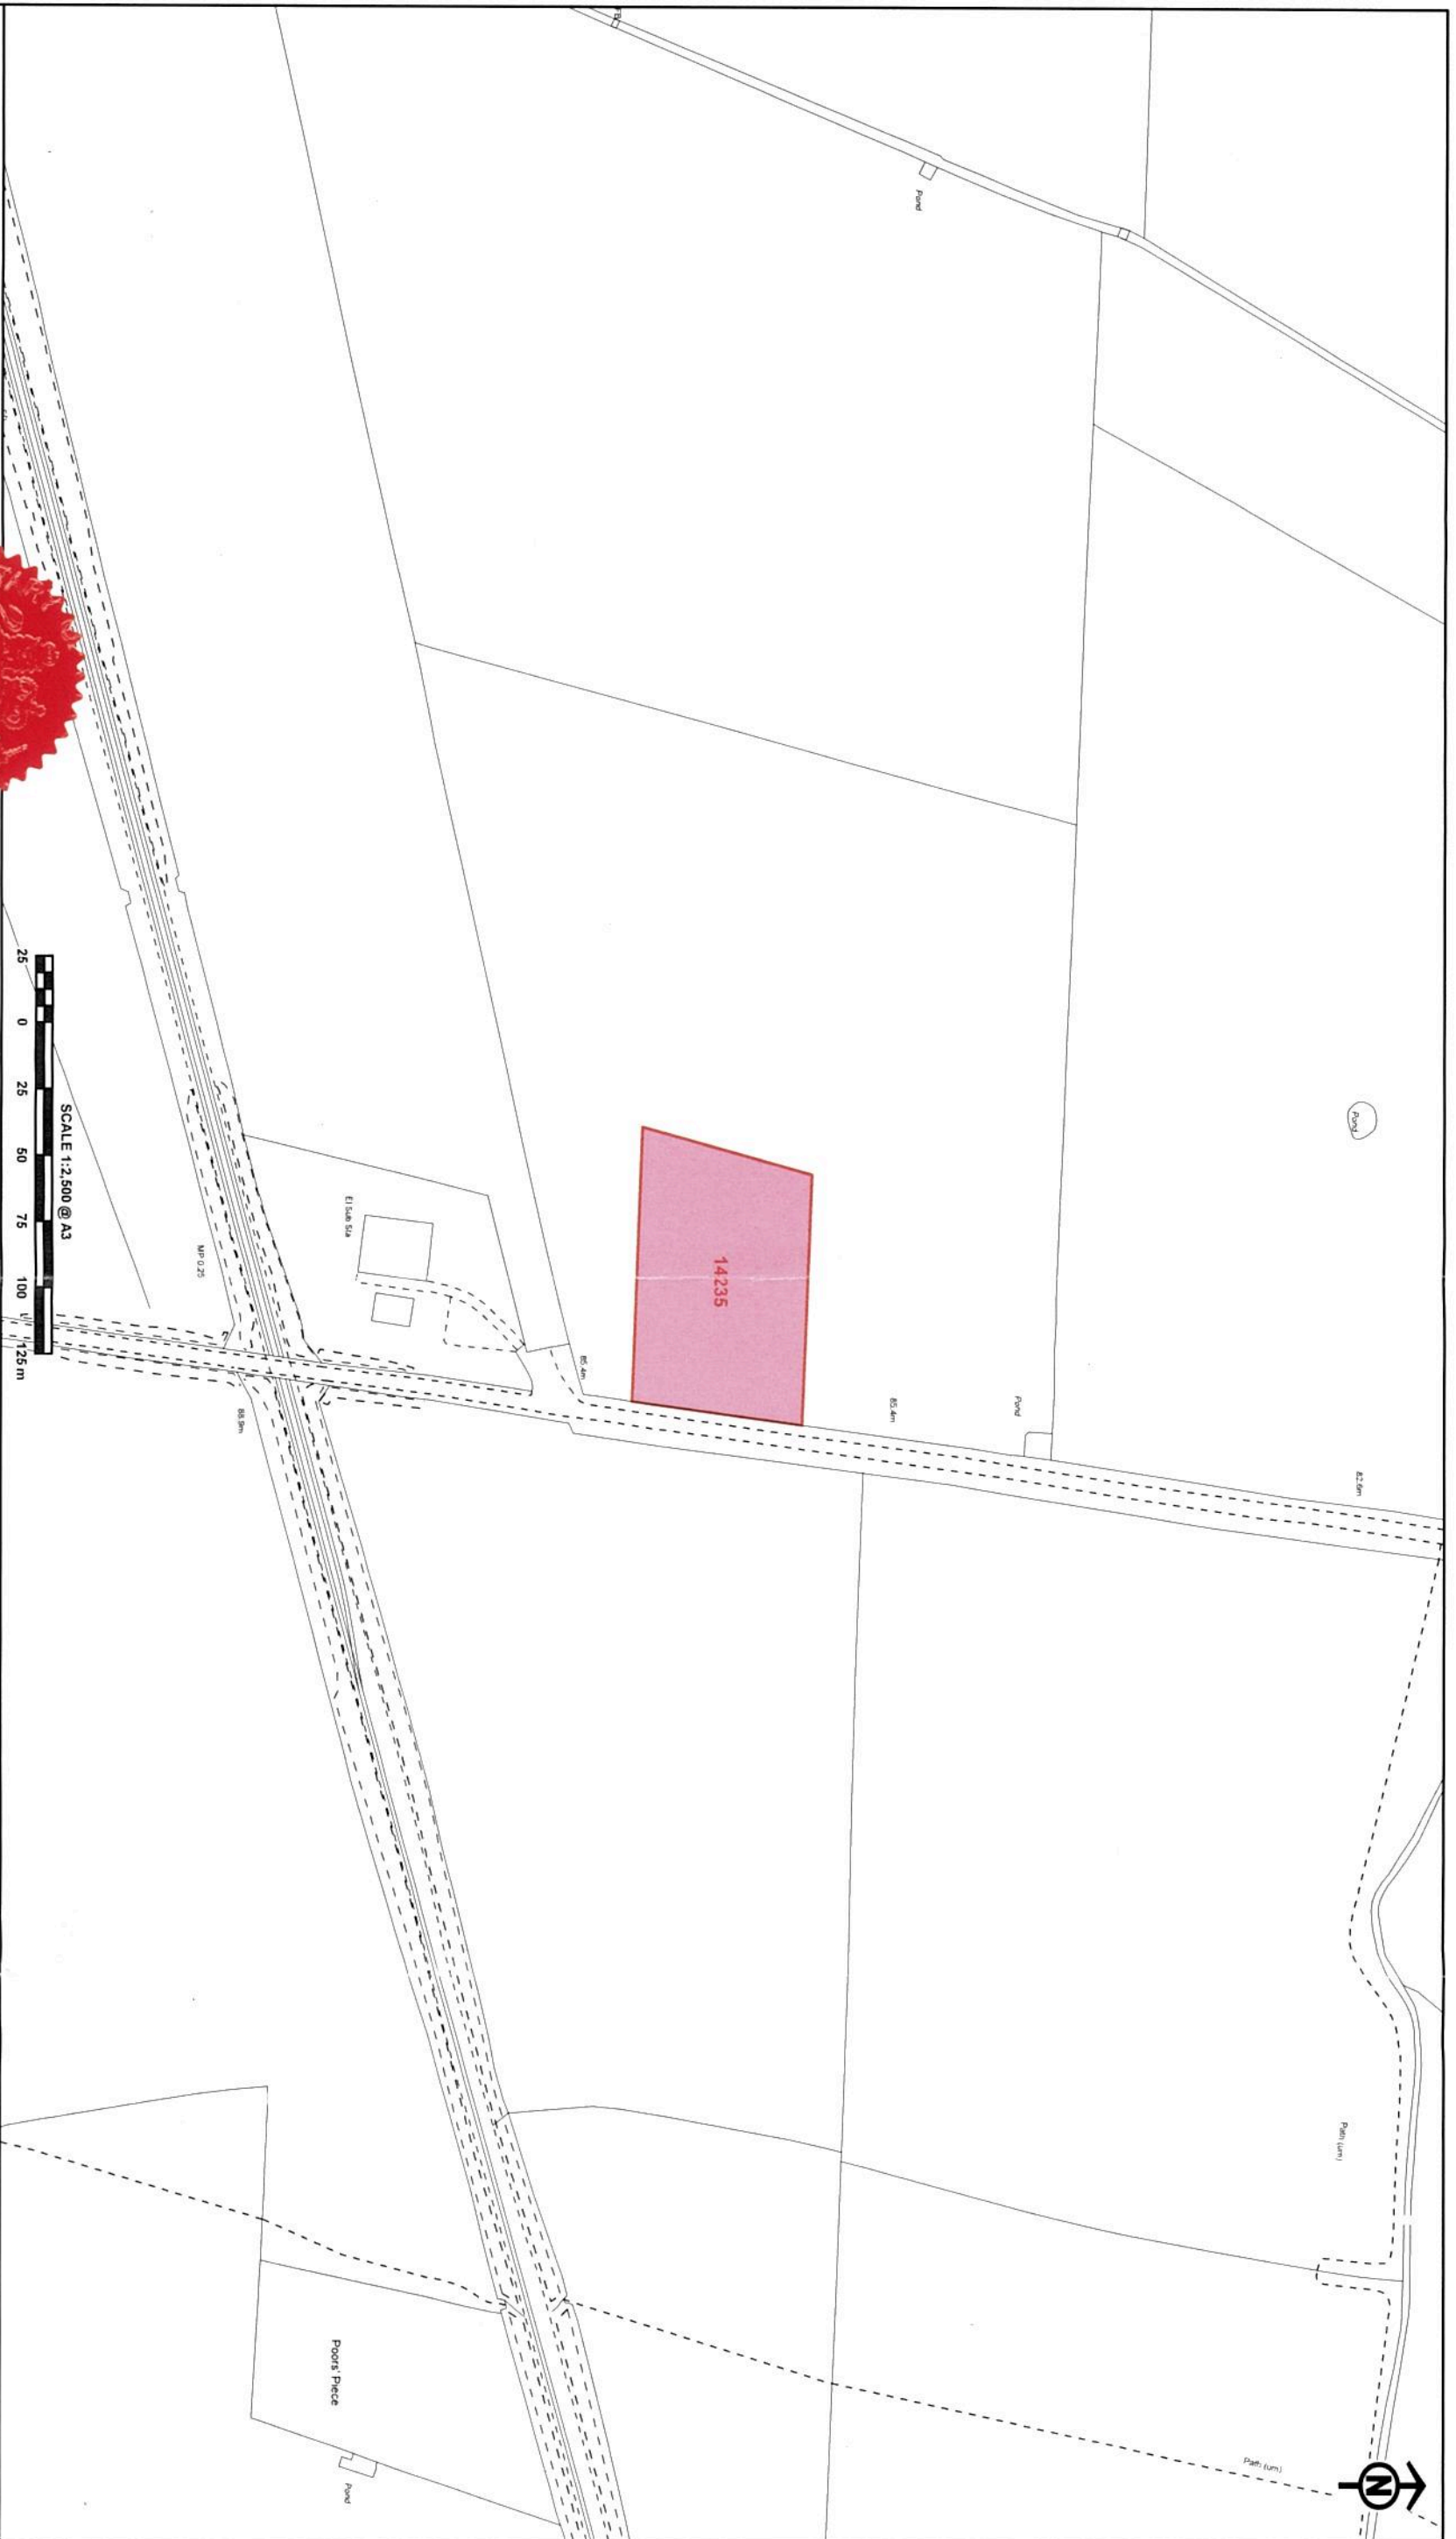 Pond
Pond
82.6m
Path (um)
Path (um)
N
Pond
85.4m
14235
85.4m
El Sub Sta
MP 0.25
88.9m
Poors' Piece
Pond
SCALE 1:2,500 @ A3
25 0 25 50 75 100 125 m